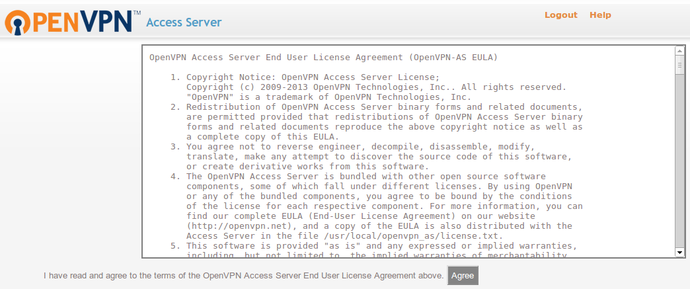 OPENVPN™ Access Server
Logout Help
OpenVPN Access Server End User License Agreement (OpenVPN-AS EULA)
1. Copyright Notice: OpenVPN Access Server License;
Copyright (c) 2009-2013 OpenVPN Technologies, Inc.. All rights reserved.
"OpenVPN" is a trademark of OpenVPN Technologies, Inc.
2. Redistribution of OpenVPN Access Server binary forms and related documents,
are permitted provided that redistributions of OpenVPN Access Server binary
forms and related documents reproduce the above copyright notice as well as
a complete copy of this EULA.
3. You agree not to reverse engineer, decompile, disassemble, modify,
translate, make any attempt to discover the source code of this software,
or create derivative works from this software.
4. The OpenVPN Access Server is bundled with other open source software
components, some of which fall under different licenses. By using OpenVPN
or any of the bundled components, you agree to be bound by the conditions
of the license for each respective component. For more information, you can
find our complete EULA (End-User License Agreement) on our website
(http://openvpn.net), and a copy of the EULA is also distributed with the
Access Server in the file /usr/local/openvpn_as/license.txt.
5. This software is provided "as is" and any expressed or implied warranties,
including, but not limited to, the implied warranties of merchantability
I have read and agree to the terms of the OpenVPN Access Server End User License Agreement above. Agree